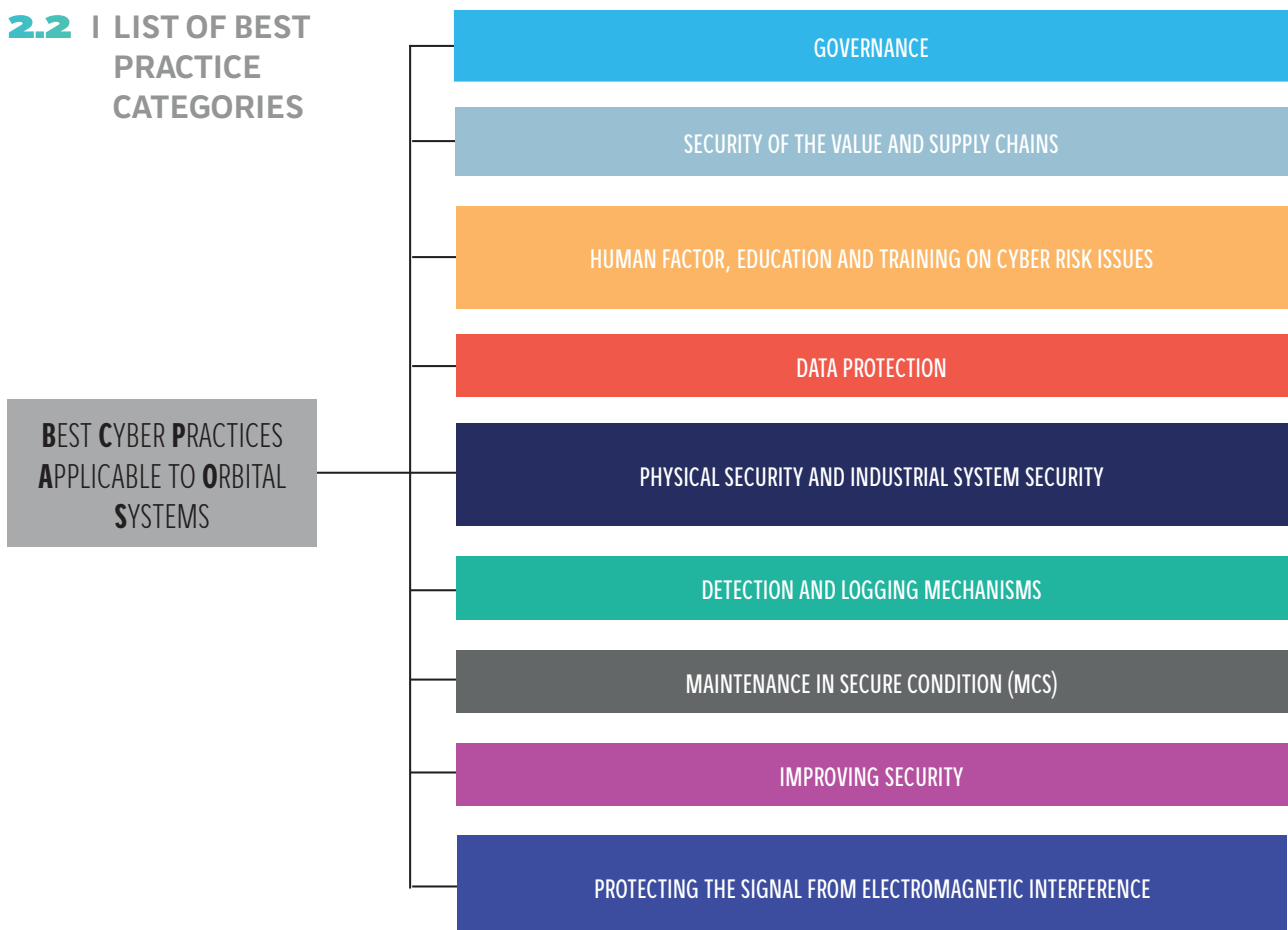 2.2 | LIST OF BEST
PRACTICE
CATEGORIES
BEST CYBER PRACTICES
APPLICABLE TO ORBITAL
SYSTEMS
GOVERNANCE
SECURITY OF THE VALUE AND SUPPLY CHAINS
HUMAN FACTOR, EDUCATION AND TRAINING ON CYBER RISK ISSUES
DATA PROTECTION
PHYSICAL SECURITY AND INDUSTRIAL SYSTEM SECURITY
DETECTION AND LOGGING MECHANISMS
MAINTENANCE IN SECURE CONDITION (MCS)
IMPROVING SECURITY
PROTECTING THE SIGNAL FROM ELECTROMAGNETIC INTERFERENCE